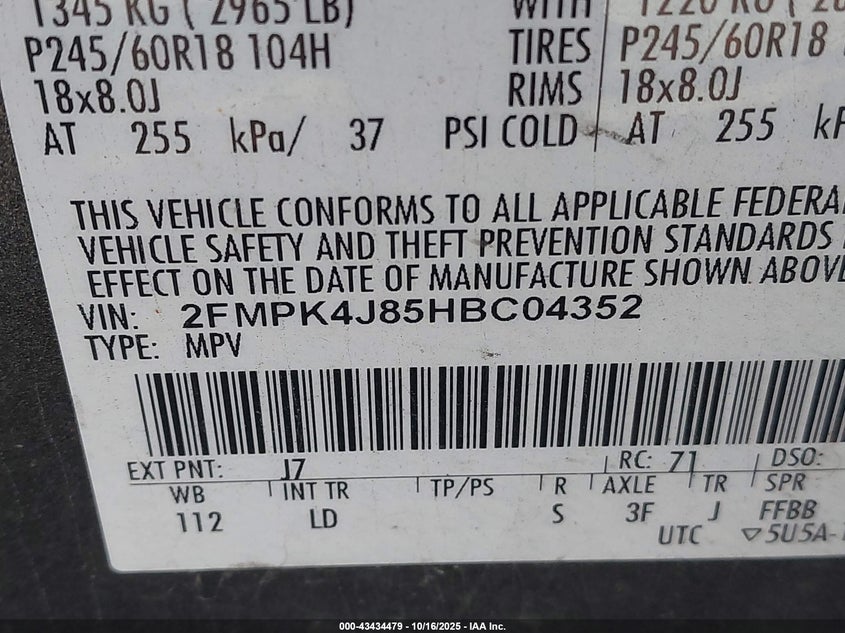 1345 KG ( 2965 LB) WITH 1220 KG (
P245/60R18 104H TIRES P245/60R18
18x8.0J RIMS 18x8.0J
AT 255 kPa/ 37 PSI COLD AT 255
THIS VEHICLE CONFORMS TO ALL APPLICABLE
VEHICLE SAFETY AND THEFT PREVENTION STANDARDS
EFFECT ON THE DATE OF MANUFACTURE SHOWN ABOVE
VIN: 2FMPK4J85HBC04352
TYPE: MPV
EXT PNT: J7 RC: 71 DSO:
WB INT TR TP/PS R AXLE TR SPR
112 LD S 3F J FFBB
UTC ▽5U5A-
000-43434479 - 10/16/2025 - IAA Inc.